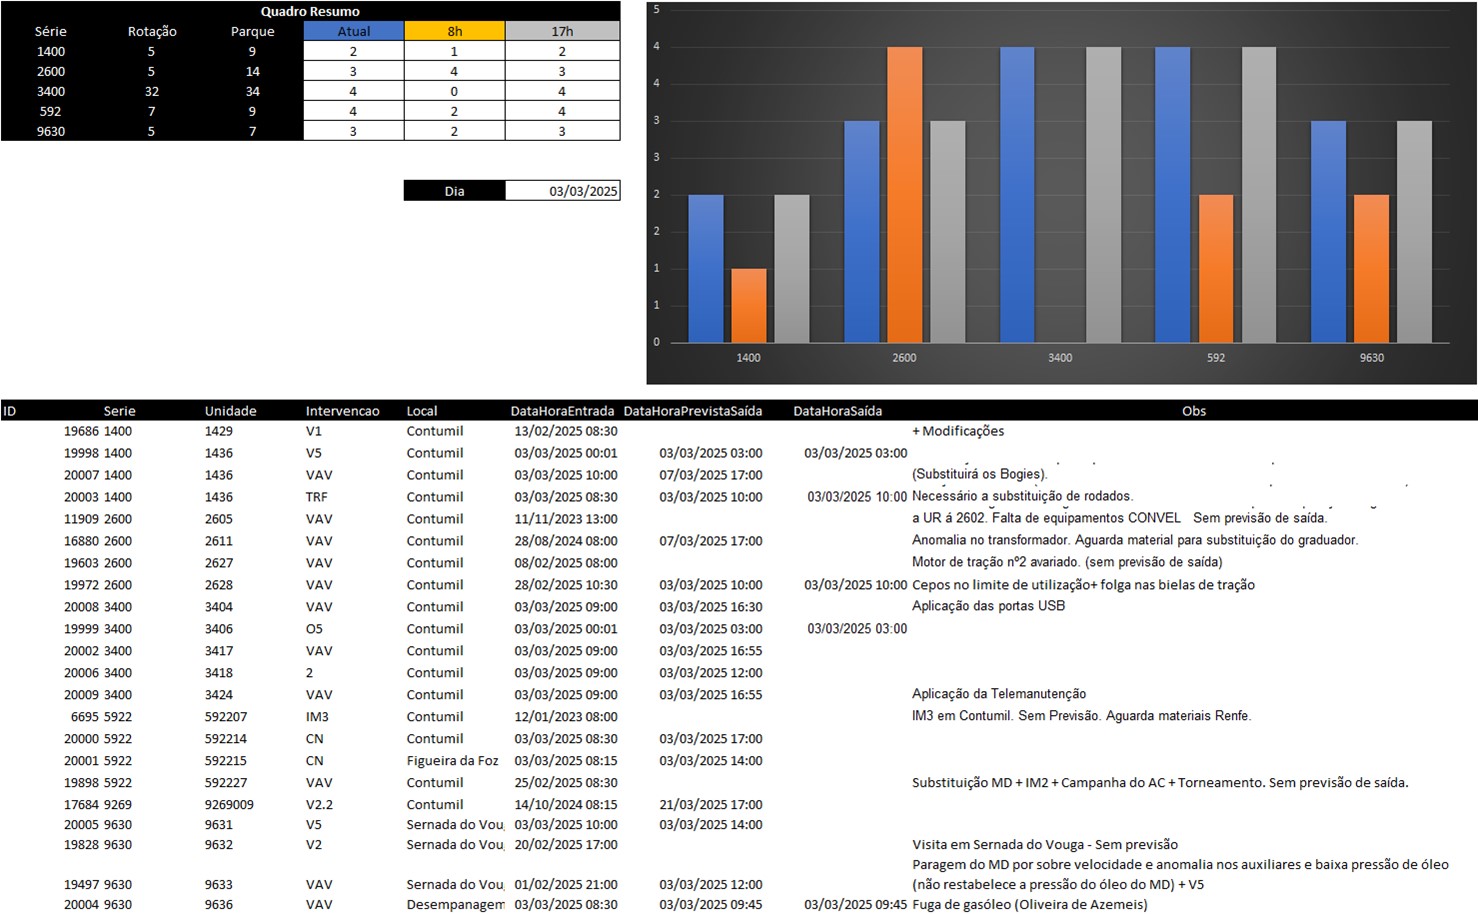 Quadro Resumo
Série Rotação Parque Atual 8h 17h
1400 5 9 2 1 2
2600 5 14 3 4 3
3400 32 34 4 0 4
592 7 9 4 2 4
9630 5 7 3 2 3
Dia 03/03/2025
5
4
4
3
3
2
2
1
1
0
1400 2600 3400 592 9630
ID Serie Unidade Intervencao Local DataHoraEntrada DataHoraPrevistaSaída DataHoraSaída Obs
19686 1400 1429 V1 Contumil 13/02/2025 08:30 + Modificações
19998 1400 1436 V5 Contumil 03/03/2025 00:01 03/03/2025 03:00 03/03/2025 03:00
20007 1400 1436 VAV Contumil 03/03/2025 10:00 07/03/2025 17:00 (Substituirá os Bogies).
20003 1400 1436 TRF Contumil 03/03/2025 08:30 03/03/2025 10:00 03/03/2025 10:00 Necessário a substituição de rodados.
11909 2600 2605 VAV Contumil 11/11/2023 13:00 a UR á 2602. Falta de equipamentos CONVEL Sem previsão de saída.
16880 2600 2611 VAV Contumil 28/08/2024 08:00 07/03/2025 17:00 Anomalia no transformador. Aguarda material para substituição do graduador.
19603 2600 2627 VAV Contumil 08/02/2025 08:00 Motor de tração nº2 avariado. (sem previsão de saída)
19972 2600 2628 VAV Contumil 28/02/2025 10:30 03/03/2025 10:00 03/03/2025 10:00 Cepos no limite de utilização+ folga nas bielas de tração
20008 3400 3404 VAV Contumil 03/03/2025 09:00 03/03/2025 16:30 Aplicação das portas USB
19999 3400 3406 O5 Contumil 03/03/2025 00:01 03/03/2025 03:00 03/03/2025 03:00
20002 3400 3417 VAV Contumil 03/03/2025 09:00 03/03/2025 16:55
20006 3400 3418 2 Contumil 03/03/2025 09:00 03/03/2025 12:00
20009 3400 3424 VAV Contumil 03/03/2025 09:00 03/03/2025 16:55 Aplicação da Telemanutenção
6695 5922 592207 IM3 Contumil 12/01/2023 08:00 IM3 em Contumil. Sem Previsão. Aguarda materiais Renfe.
20000 5922 592214 CN Contumil 03/03/2025 08:30 03/03/2025 17:00
20001 5922 592215 CN Figueira da Foz 03/03/2025 08:15 03/03/2025 14:00
19898 5922 592227 VAV Contumil 25/02/2025 08:30 Substituição MD + IM2 + Campanha do AC + Torneamento. Sem previsão de saída.
17684 9269 9269009 V2.2 Contumil 14/10/2024 08:15 21/03/2025 17:00
20005 9630 9631 V5 Sernada do Vou 03/03/2025 10:00 03/03/2025 14:00
19828 9630 9632 V2 Sernada do Vou 20/02/2025 17:00 Visita em Sernada do Vouga - Sem previsão
Paragem do MD por sobre velocidade e anomalia nos auxiliares e baixa pressão de óleo
19497 9630 9633 VAV Sernada do Vou 01/02/2025 21:00 03/03/2025 12:00 (não restabelece a pressão do óleo do MD) + V5
20004 9630 9636 VAV Desempanagem 03/03/2025 08:30 03/03/2025 09:45 03/03/2025 09:45 Fuga de gasóleo (Oliveira de Azemeis)